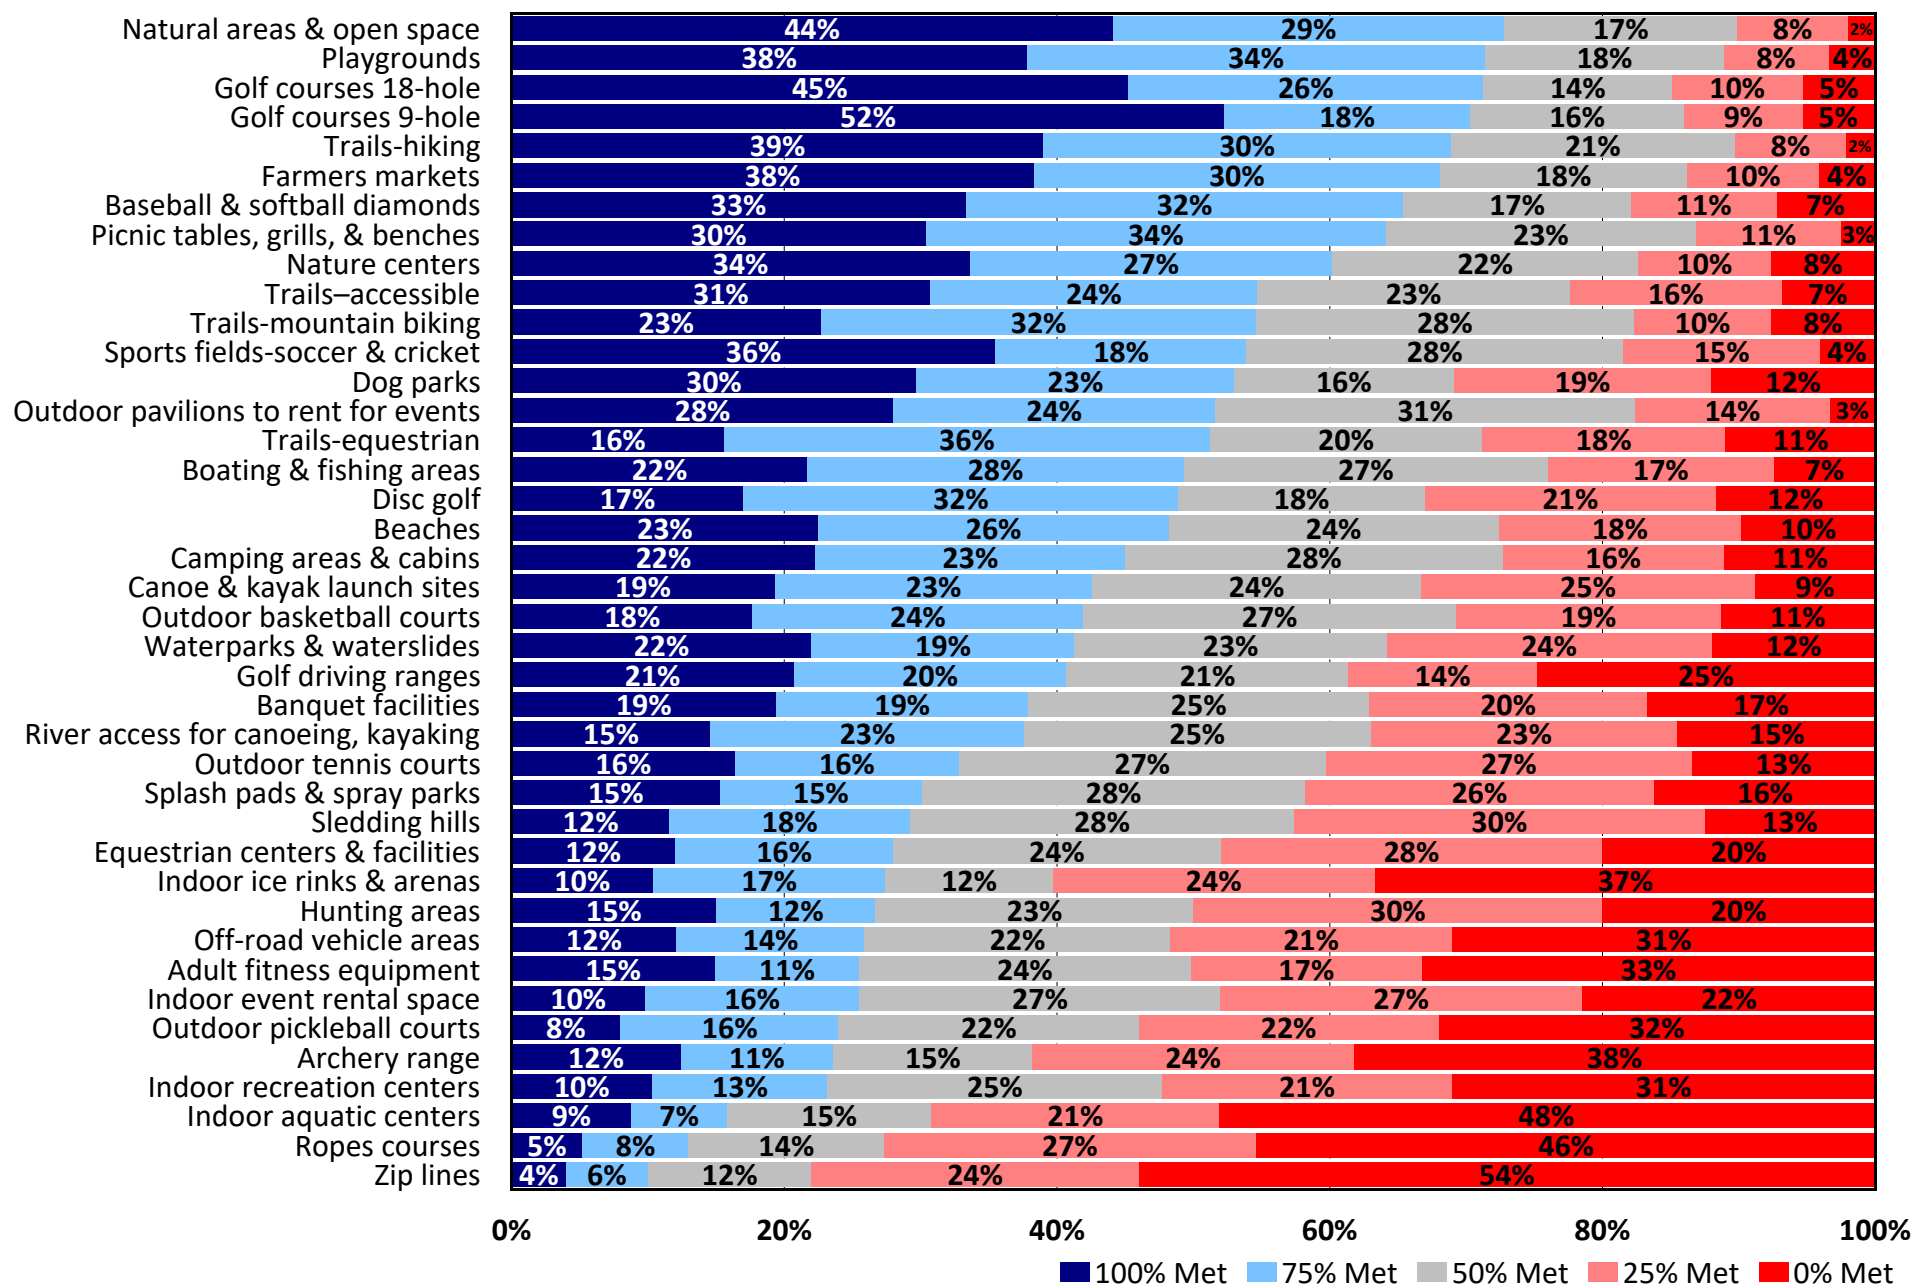 Natural areas & open space 44% 29% 17% 8% 2%
Playgrounds 38% 34% 18% 8% 4%
Golf courses 18-hole 45% 26% 14% 10% 5%
Golf courses 9-hole 52% 18% 16% 9% 5%
Trails-hiking 39% 30% 21% 8% 2%
Farmers markets 38% 30% 18% 10% 4%
Baseball & softball diamonds 33% 32% 17% 11% 7%
Picnic tables, grills, & benches 30% 34% 23% 11% 3%
Nature centers 34% 27% 22% 10% 8%
Trails–accessible 31% 24% 23% 16% 7%
Trails-mountain biking 23% 32% 28% 10% 8%
Sports fields-soccer & cricket 36% 18% 28% 15% 4%
Dog parks 30% 23% 16% 19% 12%
Outdoor pavilions to rent for events 28% 24% 31% 14% 3%
Trails-equestrian 16% 36% 20% 18% 11%
Boating & fishing areas 22% 28% 27% 17% 7%
Disc golf 17% 32% 18% 21% 12%
Beaches 23% 26% 24% 18% 10%
Camping areas & cabins 22% 23% 28% 16% 11%
Canoe & kayak launch sites 19% 23% 24% 25% 9%
Outdoor basketball courts 18% 24% 27% 19% 11%
Waterparks & waterslides 22% 19% 23% 24% 12%
Golf driving ranges 21% 20% 21% 14% 25%
Banquet facilities 19% 19% 25% 20% 17%
River access for canoeing, kayaking 15% 23% 25% 23% 15%
Outdoor tennis courts 16% 16% 27% 27% 13%
Splash pads & spray parks 15% 15% 28% 26% 16%
Sledding hills 12% 18% 28% 30% 13%
Equestrian centers & facilities 12% 16% 24% 28% 20%
Indoor ice rinks & arenas 10% 17% 12% 24% 37%
Hunting areas 15% 12% 23% 30% 20%
Off-road vehicle areas 12% 14% 22% 21% 31%
Adult fitness equipment 15% 11% 24% 17% 33%
Indoor event rental space 10% 16% 27% 27% 22%
Outdoor pickleball courts 8% 16% 22% 22% 32%
Archery range 12% 11% 15% 24% 38%
Indoor recreation centers 10% 13% 25% 21% 31%
Indoor aquatic centers 9% 7% 15% 21% 48%
Ropes courses 5% 8% 14% 27% 46%
Zip lines 4% 6% 12% 24% 54%
0% 20% 40% 60% 80% 100%
100% Met 75% Met 50% Met 25% Met 0% Met